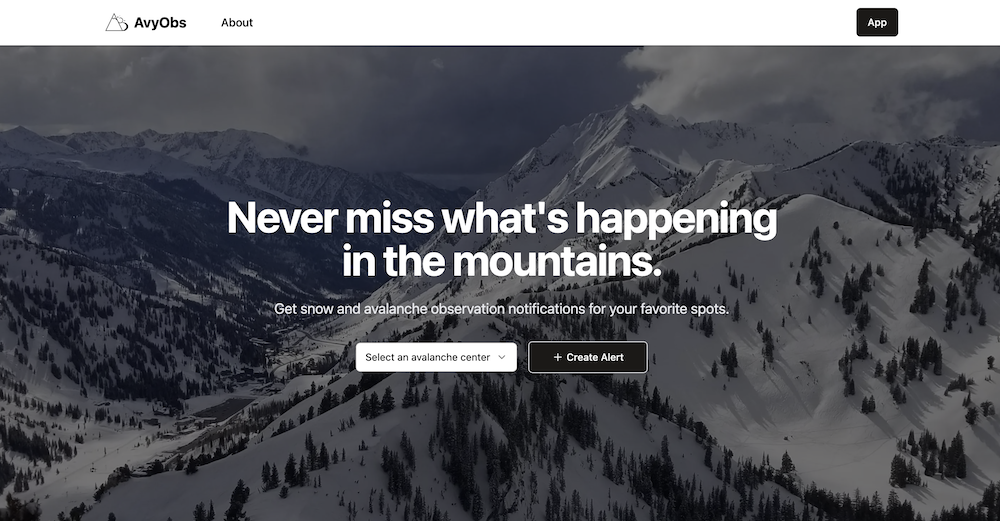 AvyObs
About
App
Never miss what's happening
in the mountains.
Get snow and avalanche observation notifications for your favorite spots.
Select an avalanche center
+ Create Alert